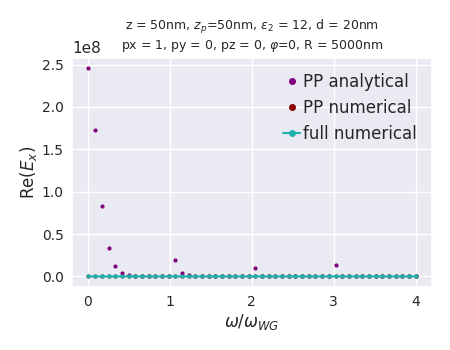 z = 50nm, z_p=50nm, ε_2 = 12, d = 20nm
px = 1, py = 0, pz = 0, φ=0, R = 5000nm
1e8
2.5
2.0
1.5
1.0
0.5
0.0
Re(E_x)
PP analytical
PP numerical
full numerical
0 1 2 3 4
ω/ω_WG